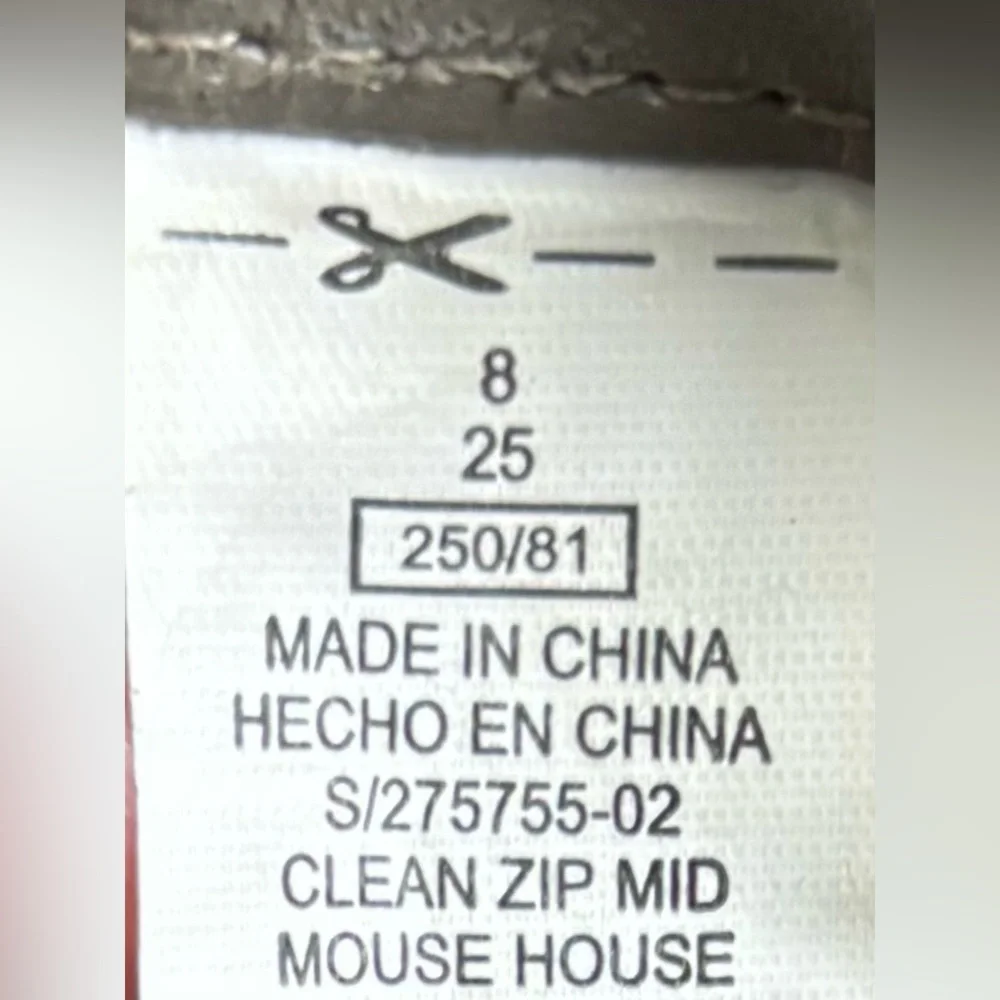 8
25
250/81
MADE IN CHINA
HECHO EN CHINA
S/275755-02
CLEAN ZIP MID
MOUSE HOUSE